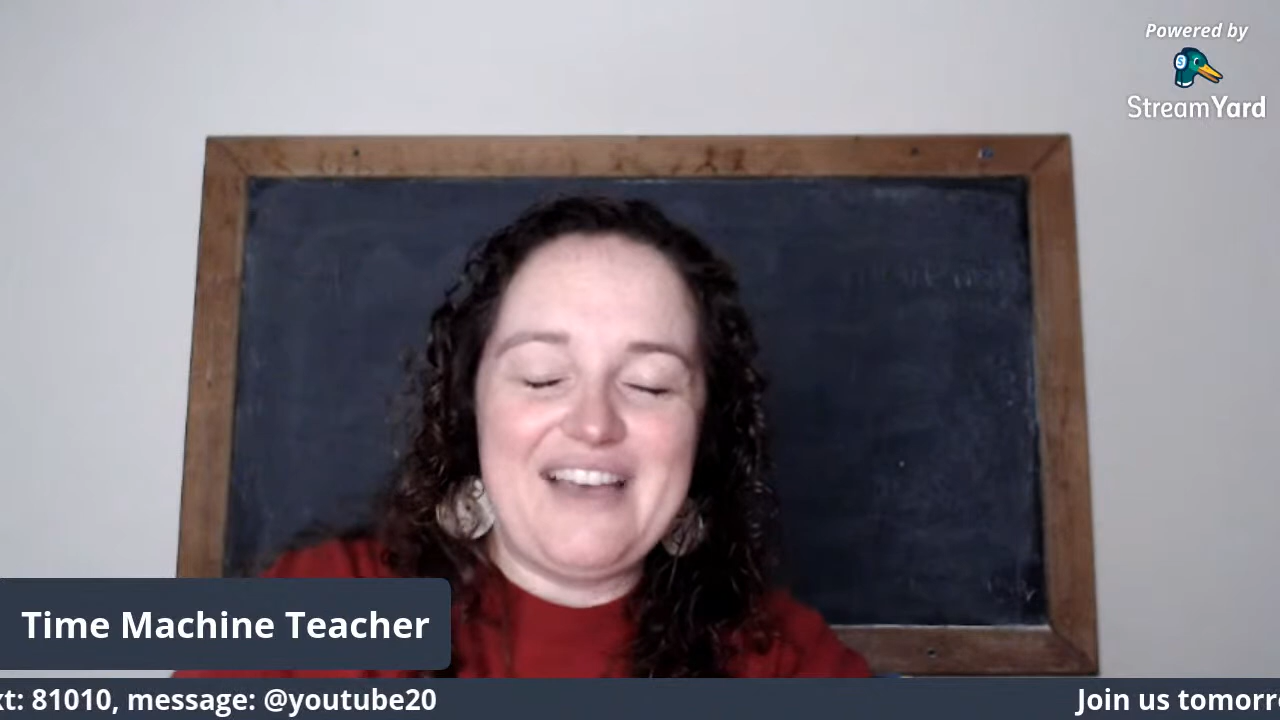 Powered by
StreamYard
Time Machine Teacher
xt: 81010, message: @youtube20
Join us tomorr